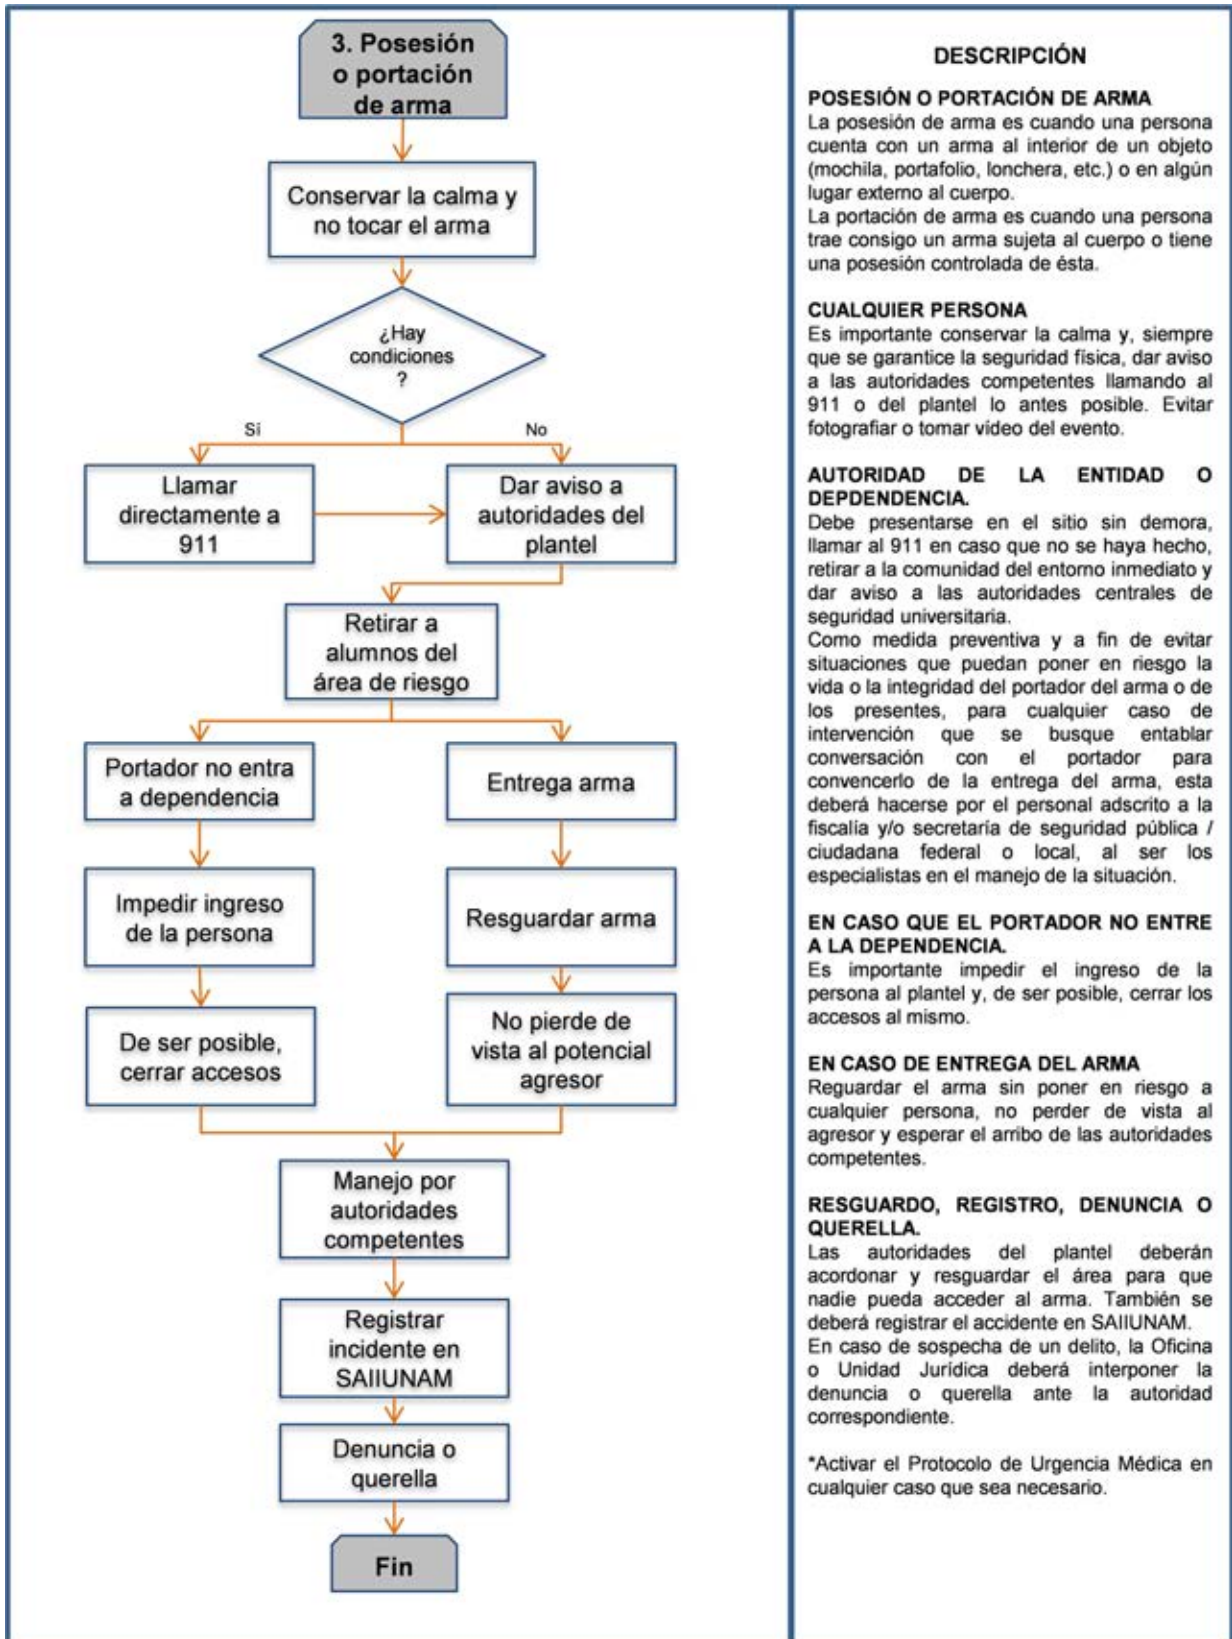 3. Posesión
o portación
de arma
Conservar la calma y
no tocar el arma
¿Hay
condiciones
?
Si
No
Llamar
directamente a
911
Dar aviso a
autoridades del
plantel
Retirar a
alumnos del
área de riesgo
Portador no entra
a dependencia
Entrega arma
Impedir ingreso
de la persona
Resguardar arma
De ser posible,
cerrar accesos
No pierde de
vista al potencial
agresor
Manejo por
autoridades
competentes
Registrar
incidente en
SAIIUNAM
Denuncia o
querella
Fin
DESCRIPCIÓN
POSESIÓN O PORTACIÓN DE ARMA
La posesión de arma es cuando una persona
cuenta con un arma al interior de un objeto
(mochila, portafolio, lonchera, etc.) o en algún
lugar externo al cuerpo.
La portación de arma es cuando una persona
trae consigo un arma sujeta al cuerpo o tiene
una posesión controlada de ésta.
CUALQUIER PERSONA
Es importante conservar la calma y, siempre
que se garantice la seguridad física, dar aviso
a las autoridades competentes llamando al
911 o del plantel lo antes posible. Evitar
fotografiar o tomar vídeo del evento.
AUTORIDAD DE LA ENTIDAD O
DEPDENDENCIA.
Debe presentarse en el sitio sin demora,
llamar al 911 en caso que no se haya hecho,
retirar a la comunidad del entorno inmediato y
dar aviso a las autoridades centrales de
seguridad universitaria.
Como medida preventiva y a fin de evitar
situaciones que puedan poner en riesgo la
vida o la integridad del portador del arma o de
los presentes, para cualquier caso de
intervención que se busque entablar
conversación con el portador para
convencerlo de la entrega del arma, esta
deberá hacerse por el personal adscrito a la
fiscalía y/o secretaría de seguridad pública /
ciudadana federal o local, al ser los
especialistas en el manejo de la situación.
EN CASO QUE EL PORTADOR NO ENTRE
A LA DEPENDENCIA.
Es importante impedir el ingreso de la
persona al plantel y, de ser posible, cerrar los
accesos al mismo.
EN CASO DE ENTREGA DEL ARMA
Reguardar el arma sin poner en riesgo a
cualquier persona, no perder de vista al
agresor y esperar el arribo de las autoridades
competentes.
RESGUARDO, REGISTRO, DENUNCIA O
QUERELLA.
Las autoridades del plantel deberán
acordonar y resguardar el área para que
nadie pueda acceder al arma. También se
deberá registrar el accidente en SAIIUNAM.
En caso de sospecha de un delito, la Oficina
o Unidad Jurídica deberá interponer la
denuncia o querella ante la autoridad
correspondiente.
*Activar el Protocolo de Urgencia Médica en
cualquier caso que sea necesario.